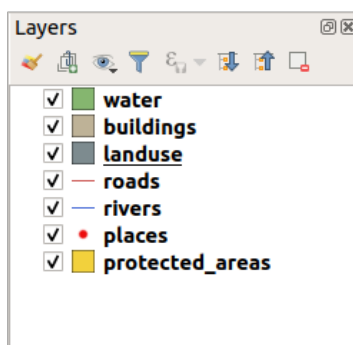 Layers
water
buildings
landuse
roads
rivers
places
protected_areas